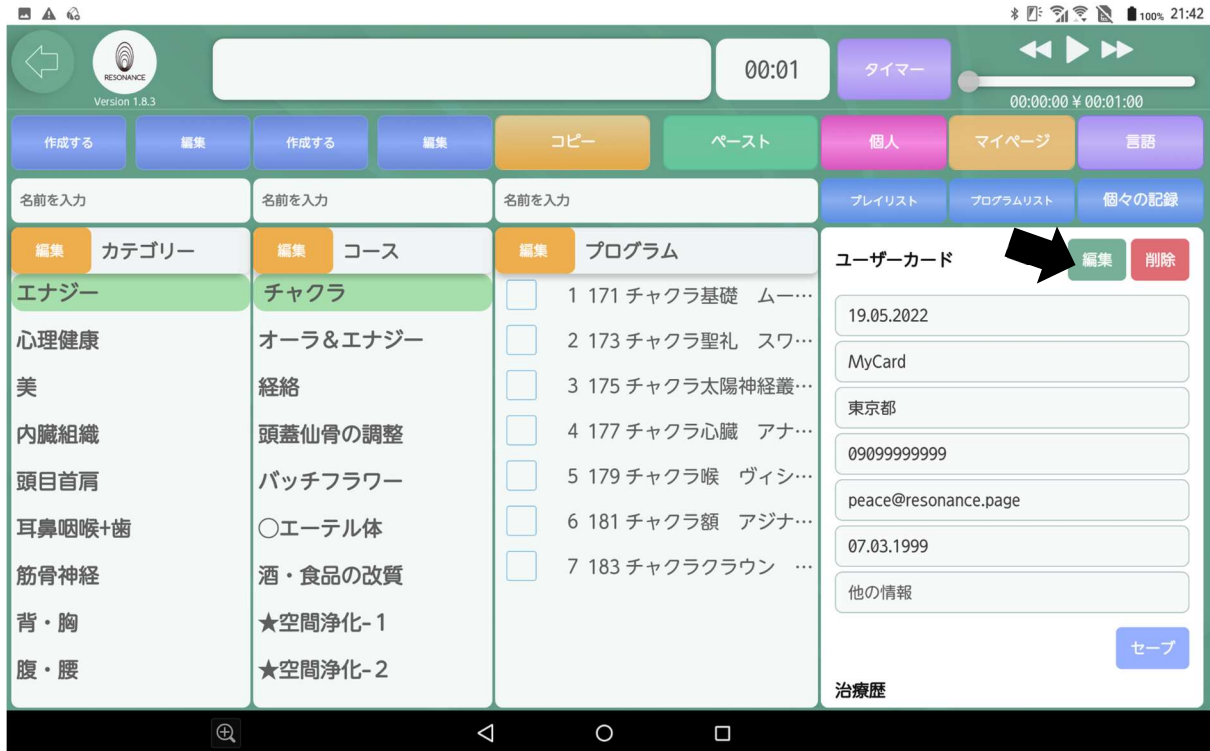 100% 21:42
RESONANCE
Version 1.8.3
00:01
タイマー
00:00:00 ¥ 00:01:00
作成する
編集
作成する
編集
コピー
ペースト
個人
マイページ
言語
名前を入力
名前を入力
名前を入力
プレイリスト
プログラムリスト
個々の記録
編集 カテゴリー
エナジー
心理健康
美
内臓組織
頭目首肩
耳鼻咽喉+歯
筋骨神経
背・胸
腹・腰
編集 コース
チャクラ
オーラ&エナジー
経絡
頭蓋仙骨の調整
バッチフラワー
〇エーテル体
酒・食品の改質
★空間浄化-1
★空間浄化-2
編集 プログラム
1 171 チャクラ基礎 ムー…
2 173 チャクラ聖礼 スワ…
3 175 チャクラ太陽神経叢…
4 177 チャクラ心臓 アナ…
5 179 チャクラ喉 ヴィシ…
6 181 チャクラ額 アジナ…
7 183 チャクラクラウン …
ユーザーカード 編集 削除
19.05.2022
MyCard
東京都
09099999999
peace@resonance.page
07.03.1999
他の情報
セーブ
治療歴